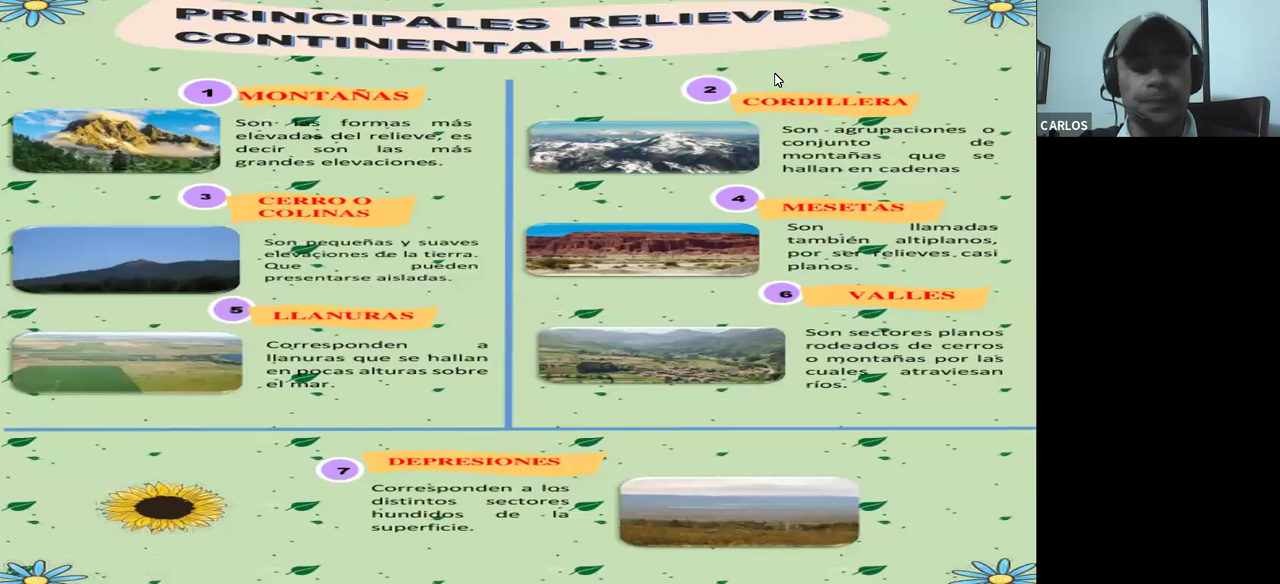 PRINCIPALES RELIEVES
CONTINENTALES
1
MONTAÑAS
Son las formas más
elevadas del relieve, es
decir son las más
grandes elevaciones.
2
CORDILLERA
Son agrupaciones o
conjunto de
montañas que se
hallan en cadenas
3
CERRO O
COLINAS
Son pequeñas y suaves
elevaciones de la tierra.
Que pueden
presentarse aisladas.
4
MESETAS
Son llamadas
también altiplanos,
por ser relieves casi
planos.
5
LLANURAS
Corresponden a
llanuras que se hallan
en pocas alturas sobre
el mar.
6
VALLES
Son sectores planos
rodeados de cerros
o montañas por las
cuales atraviesan
ríos.
7
DEPRESIONES
Corresponden a los
distintos sectores
hundidos de la
superficie.
CARLOS